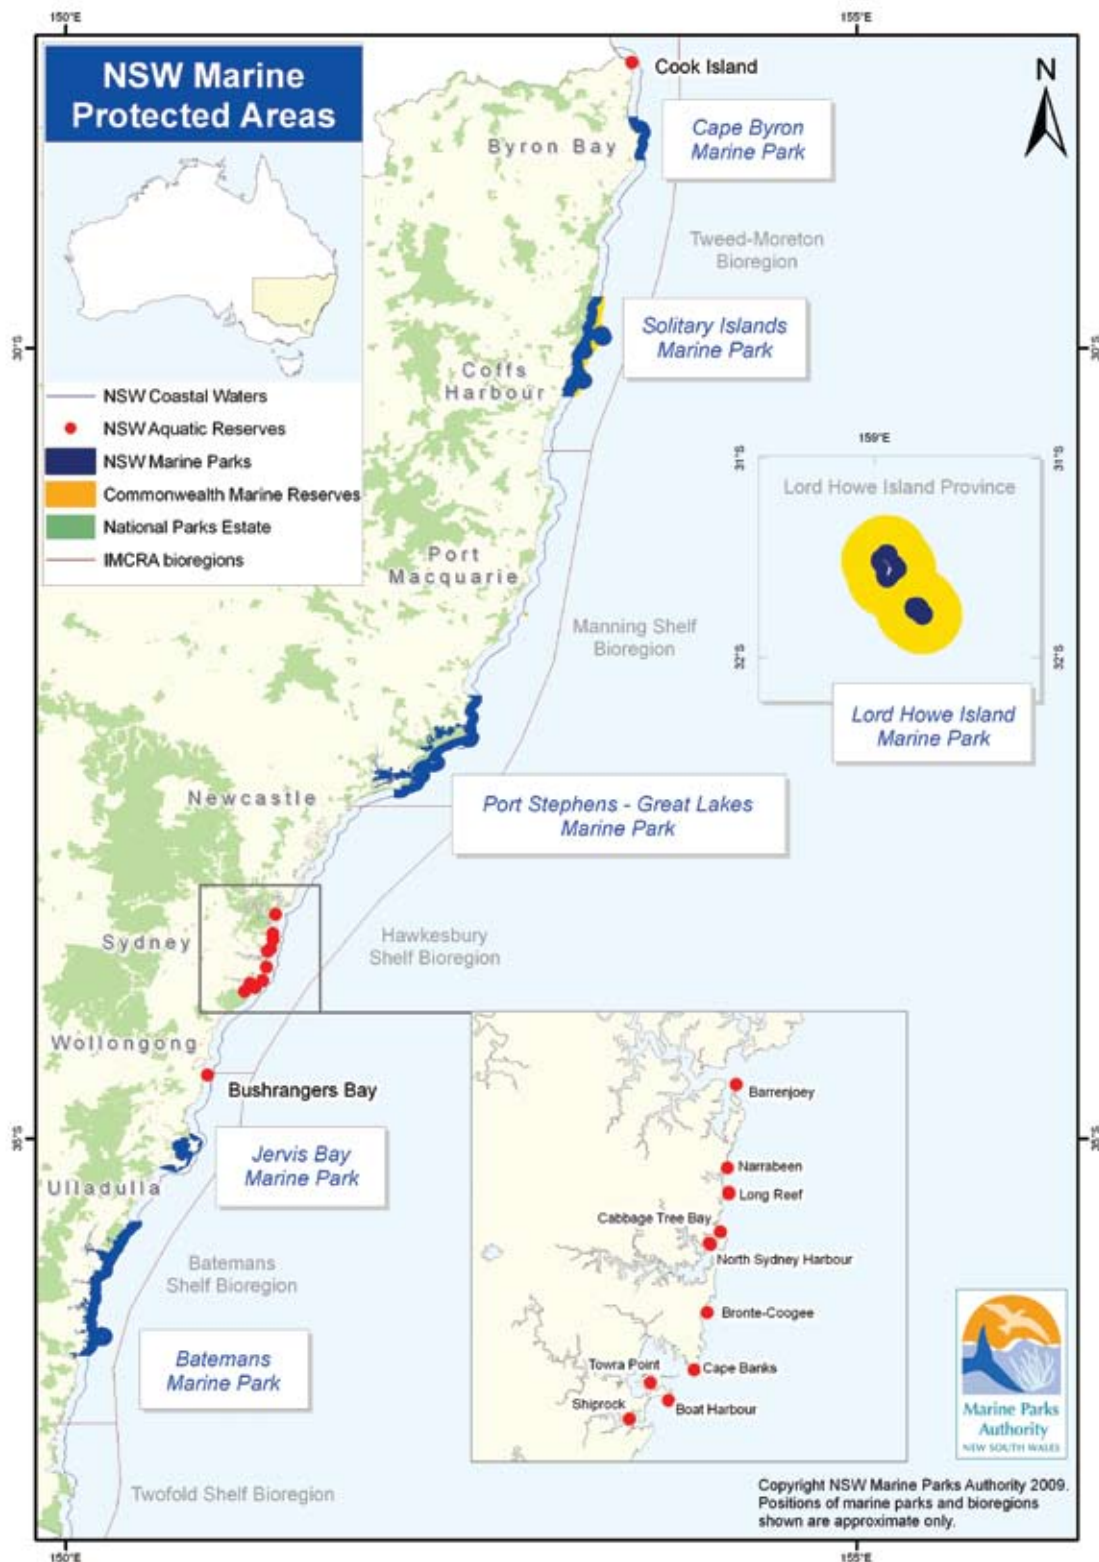 150°E
155°E
NSW Marine
Protected Areas
Cook Island
N
Cape Byron
Marine Park
Byron Bay
Tweed-Moreton
Bioregion
Solitary Islands
Marine Park
30°S
30°S
Coffs
Harbour
NSW Coastal Waters
NSW Aquatic Reserves
NSW Marine Parks
Commonwealth Marine Reserves
National Parks Estate
IMCRA bioregions
159°E
31°S
31°S
Lord Howe Island Province
Port
Macquarie
Manning Shelf
Bioregion
32°S
32°S
Lord Howe Island
Marine Park
Newcastle
Port Stephens - Great Lakes
Marine Park
Sydney
Hawkesbury
Shelf Bioregion
Wollongong
Bushrangers Bay
35°S
35°S
Jervis Bay
Marine Park
Ulladulla
Batemans
Shelf Bioregion
Batemans
Marine Park
Twofold Shelf Bioregion
Barrenjoey
Narrabeen
Long Reef
Cabbage Tree Bay
North Sydney Harbour
Bronte-Coogee
Towra Point
Cape Banks
Shiprock
Boat Harbour
Marine Parks
Authority
NEW SOUTH WALES
Copyright NSW Marine Parks Authority 2009.
Positions of marine parks and bioregions
shown are approximate only.
150°E
155°E